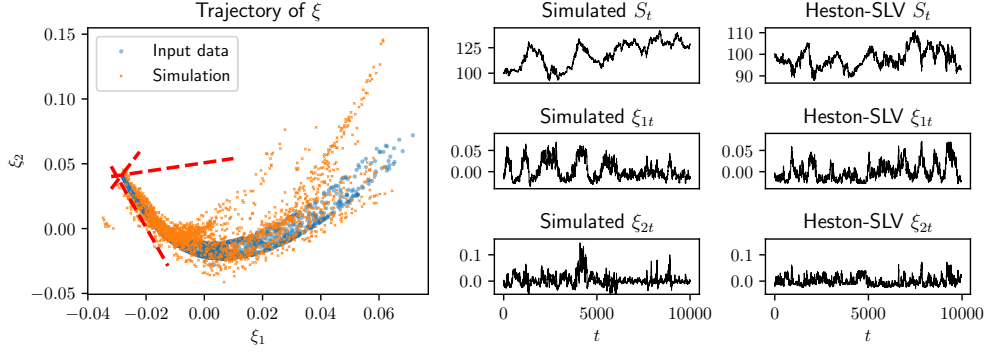 Trajectory of ξ
0.15
0.10
0.05
0.00
−0.05
ξ₂
Input data
Simulation
−0.04
−0.02
0.00
0.02
0.04
0.06
ξ₁
Simulated Sₜ
125
100
Heston-SLV Sₜ
110
100
90
Simulated ξ₁ₜ
0.05
0.00
Heston-SLV ξ₁ₜ
0.05
0.00
Simulated ξ₂ₜ
0.1
0.0
0
5000
10000
t
Heston-SLV ξ₂ₜ
0.1
0.0
0
5000
10000
t